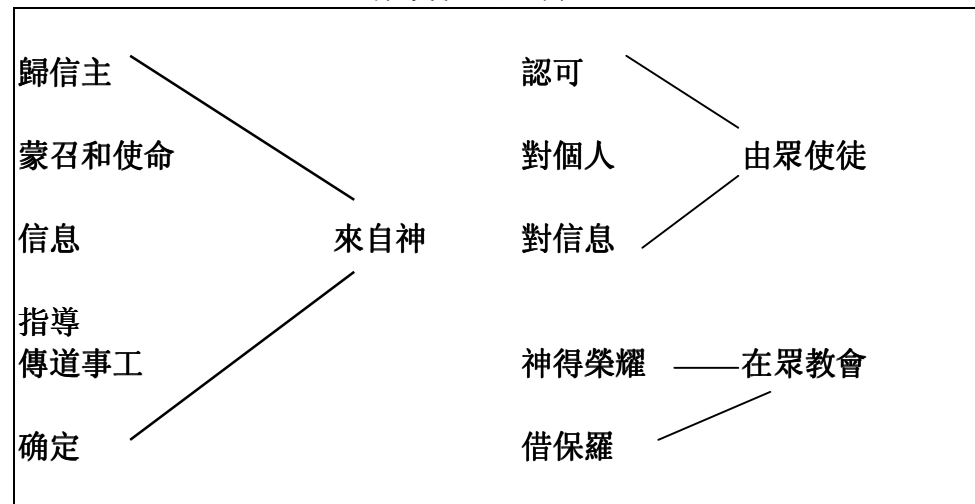 歸信主
蒙召和使命
信息
來自神
指導
傳道事工
确定
認可
對個人
由眾使徒
對信息
神得榮耀
在眾教會
借保羅